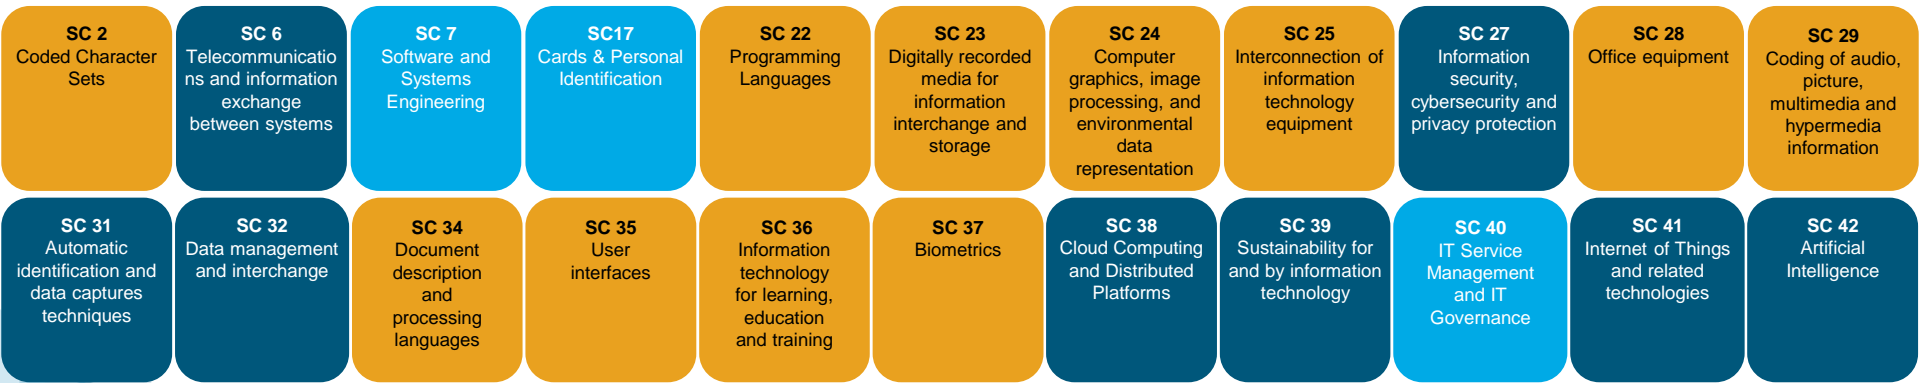 SC 2
Coded Character
Sets
SC 6
Telecommunicatio
ns and information
exchange
between systems
SC 7
Software and
Systems
Engineering
SC17
Cards & Personal
Identification
SC 22
Programming
Languages
SC 23
Digitally recorded
media for
information
interchange and
storage
SC 24
Computer
graphics, image
processing, and
environmental
data
representation
SC 25
Interconnection of
information
technology
equipment
SC 27
Information
security,
cybersecurity and
privacy protection
SC 28
Office equipment
SC 29
Coding of audio,
picture,
multimedia and
hypermedia
information
SC 31
Automatic
identification and
data captures
techniques
SC 32
Data management
and interchange
SC 34
Document
description
and
processing
languages
SC 35
User
interfaces
SC 36
Information
technology
for learning,
education
and training
SC 37
Biometrics
SC 38
Cloud Computing
and Distributed
Platforms
SC 39
Sustainability for
and by information
technology
SC 40
IT Service
Management
and IT
Governance
SC 41
Internet of Things
and related
technologies
SC 42
Artificial
Intelligence